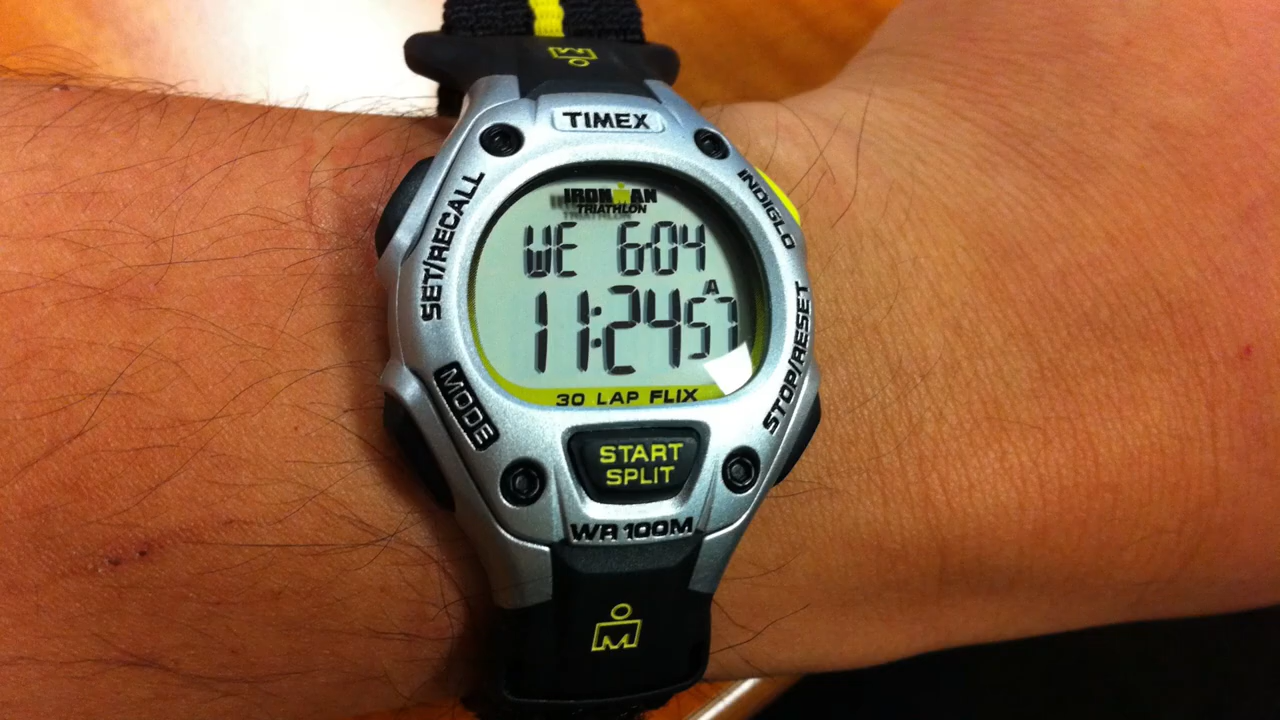 TIMEX
SET/RECALL
INDIGLO
IRONMAN
TRIATHLON
WE 6-04
A
11:24 57
STOP/RESET
MODE
30 LAP FLIX
START
SPLIT
WR 100M
M